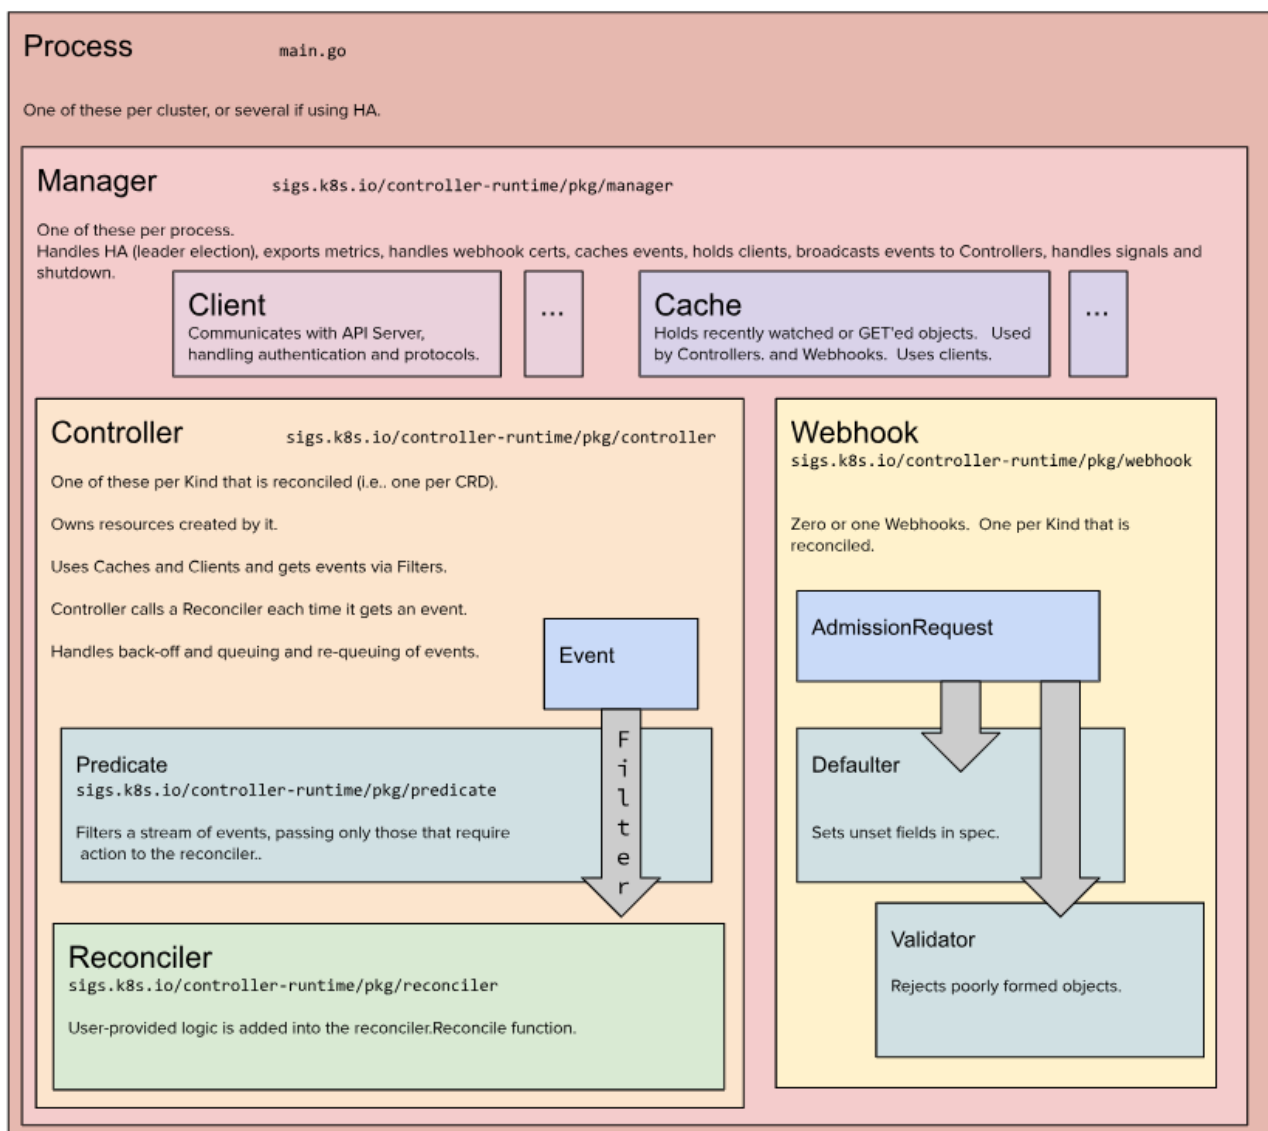 Process main.go
One of these per cluster, or several if using HA.
Manager sigs.k8s.io/controller-runtime/pkg/manager
One of these per process.
Handles HA (leader election), exports metrics, handles webhook certs, caches events, holds clients, broadcasts events to Controllers, handles signals and
shutdown.
Client
Communicates with API Server,
handling authentication and protocols.
...
Cache
Holds recently watched or GET'ed objects. Used
by Controllers. and Webhooks. Uses clients.
...
Controller sigs.k8s.io/controller-runtime/pkg/controller
One of these per Kind that is reconciled (i.e.. one per CRD).
Owns resources created by it.
Uses Caches and Clients and gets events via Filters.
Controller calls a Reconciler each time it gets an event.
Handles back-off and queuing and re-queuing of events.
Event
Filter
Predicate
sigs.k8s.io/controller-runtime/pkg/predicate
Filters a stream of events, passing only those that require
action to the reconciler..
Reconciler
sigs.k8s.io/controller-runtime/pkg/reconciler
User-provided logic is added into the reconciler.Reconcile function.
Webhook
sigs.k8s.io/controller-runtime/pkg/webhook
Zero or one Webhooks. One per Kind that is
reconciled.
AdmissionRequest
Defaulter
Sets unset fields in spec.
Validator
Rejects poorly formed objects.